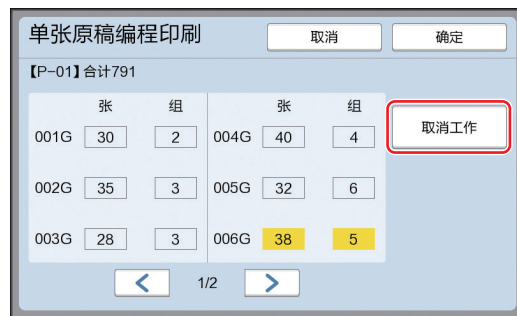 单张原稿编程印刷 取消 确定
【P-01】合计791
张 组 张 组
001G 30 2 004G 40 4
取消工作
002G 35 3 005G 32 6
003G 28 3 006G 38 5
1/2